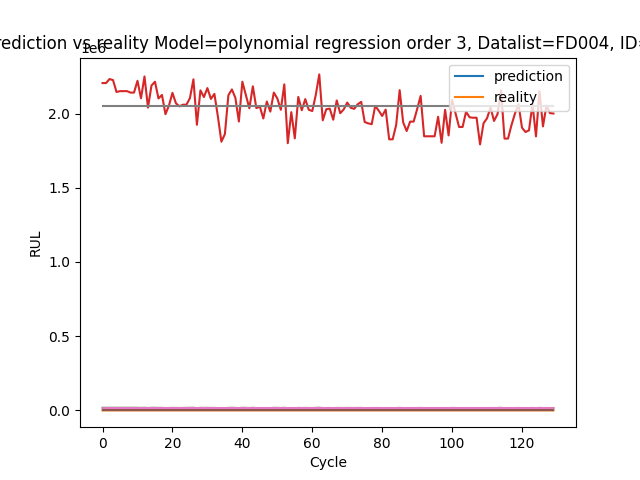 rediction vs reality Model=polynomial regression order 3, Datalist=FD004, ID=
1e6
prediction
reality
2.0
1.5
1.0
0.5
0.0
RUL
0 20 40 60 80 100 120
Cycle